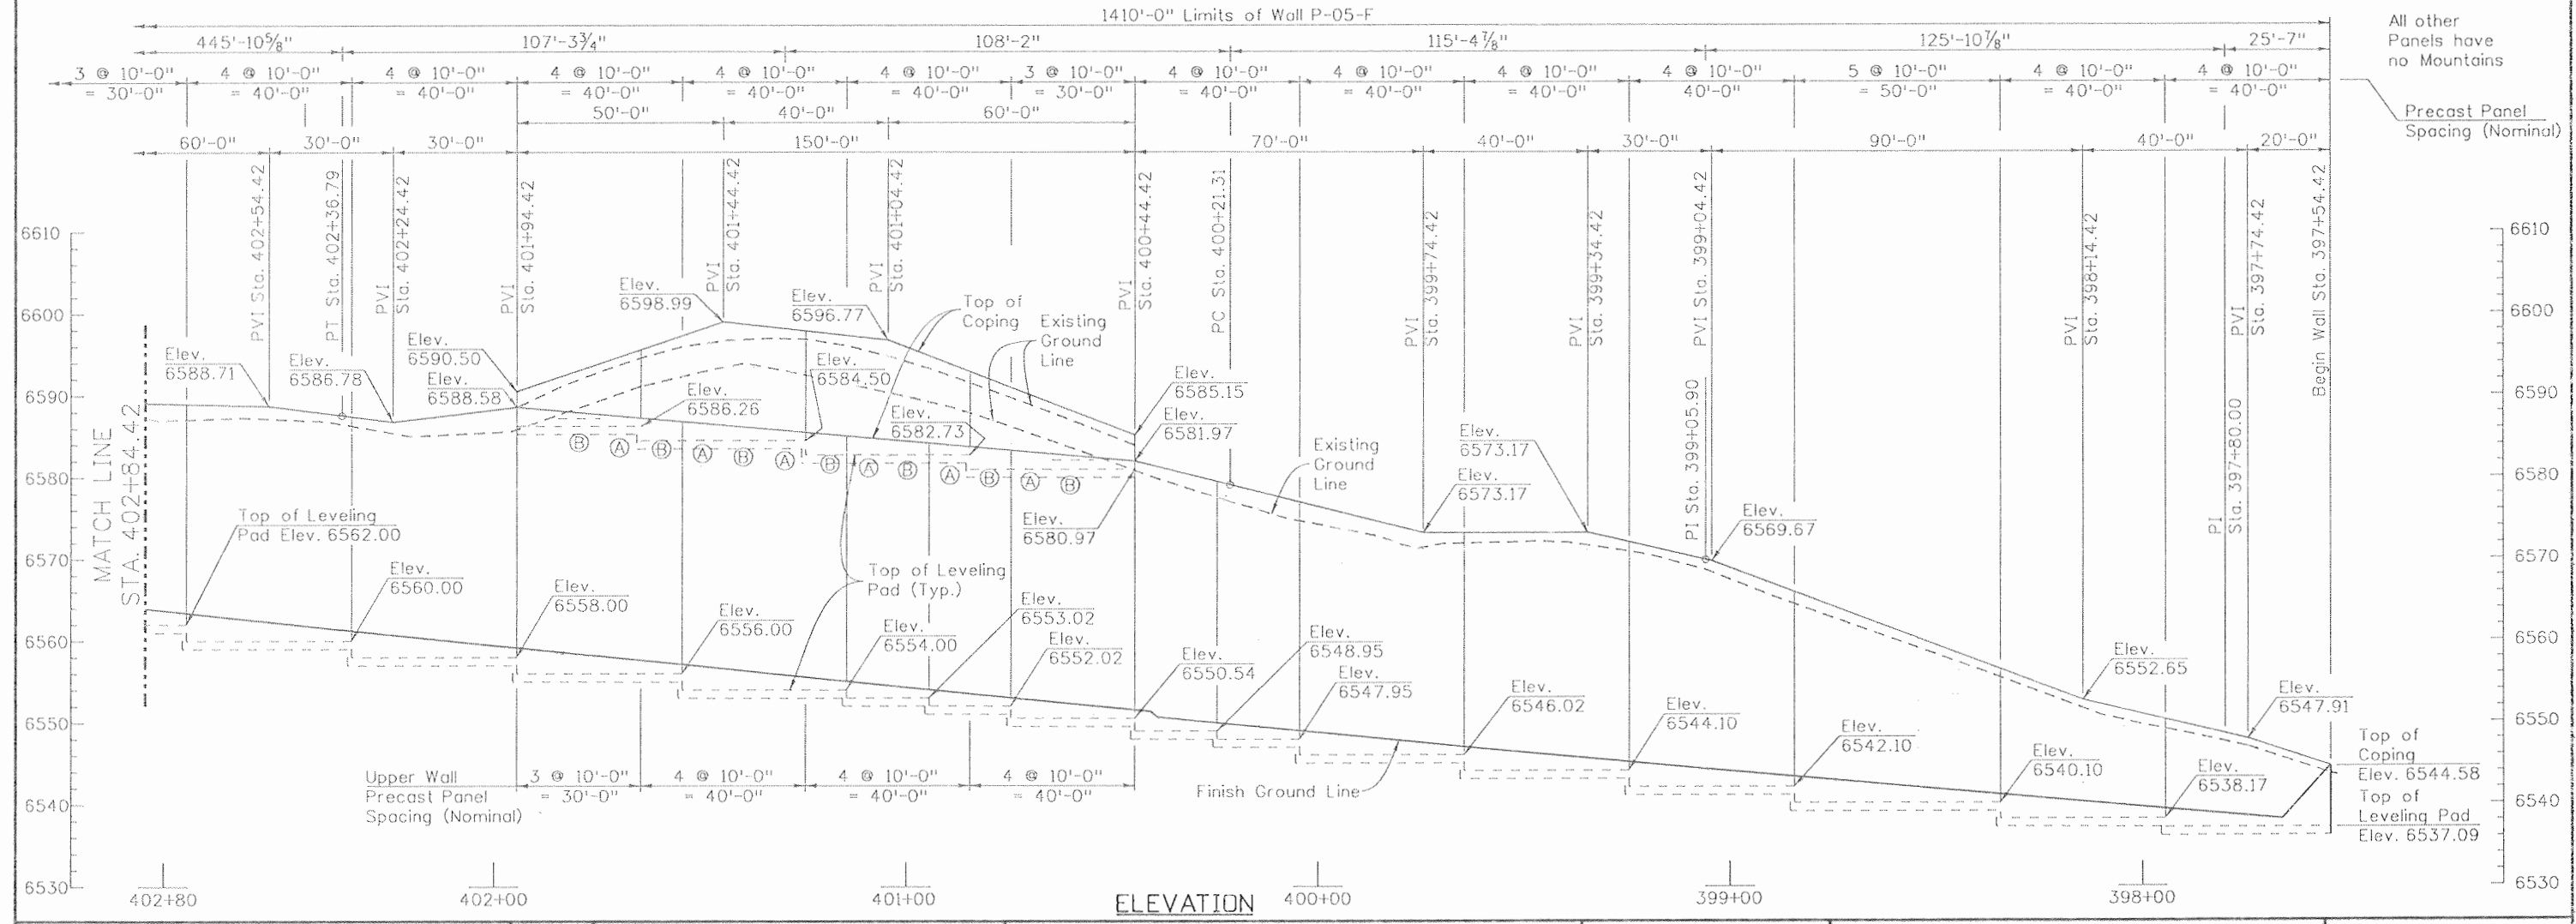 1410'-0" Limits of Wall P-05-F
All other
Panels have
no Mountains
445'-10⅝"
107'-3¾"
108'-2"
115'-4⅞"
125'-10⅞"
25'-7"
3 @ 10'-0"
= 30'-0"
4 @ 10'-0"
= 40'-0"
4 @ 10'-0"
= 40'-0"
4 @ 10'-0"
= 40'-0"
4 @ 10'-0"
= 40'-0"
4 @ 10'-0"
= 40'-0"
3 @ 10'-0"
= 30'-0"
4 @ 10'-0"
= 40'-0"
4 @ 10'-0"
= 40'-0"
4 @ 10'-0"
= 40'-0"
4 @ 10'-0"
40'-0"
5 @ 10'-0"
= 50'-0"
4 @ 10'-0"
= 40'-0"
4 @ 10'-0"
= 40'-0"
Precast Panel
Spacing (Nominal)
50'-0"
40'-0"
60'-0"
60'-0"
30'-0"
30'-0"
150'-0"
70'-0"
40'-0"
30'-0"
90'-0"
40'-0"
20'-0"
PVI Sta. 402+54.42
PT Sta. 402+36.79
PVI
Sta. 402+24.42
PVI
Sta. 401+94.42
PVI
Sta. 401+44.42
PVI
Sta. 401+04.42
PVI
Sta. 400+44.42
PC Sta. 400+21.31
PVI
Sta. 399+74.42
PVI
Sta. 399+34.42
PVI Sta. 399+04.42
PI Sta. 399+05.90
PVI
Sta. 398+14.42
PI
Sta. 397+80.00
PVI
Sta. 397+74.42
Begin Wall Sta. 397+54.42
6610
6600
6590
6580
6570
6560
6550
6540
6530
MATCH LINE
STA. 402+84.42
Elev.
6588.71
Elev.
6586.78
Elev.
6590.50
Elev.
6588.58
Elev.
6598.99
Elev.
6596.77
Top of
Coping
Existing
Ground
Line
Elev.
6586.26
Elev.
6584.50
Elev.
6582.73
Elev.
6585.15
Elev.
6581.97
Elev.
6580.97
B A B A B A B A B A B A B
Existing
Ground
Line
Elev.
6573.17
Elev.
6573.17
Elev.
6569.67
Elev.
6552.65
Elev.
6547.91
Top of Leveling
Pad Elev. 6562.00
Elev.
6560.00
Elev.
6558.00
Elev.
6556.00
Top of Leveling
Pad (Typ.)
Elev.
6554.00
Elev.
6553.02
Elev.
6552.02
Elev.
6550.54
Elev.
6548.95
Elev.
6547.95
Elev.
6546.02
Elev.
6544.10
Elev.
6542.10
Elev.
6540.10
Elev.
6538.17
Top of
Coping
Elev. 6544.58
Top of
Leveling Pad
Elev. 6537.09
Upper Wall
Precast Panel
Spacing (Nominal)
3 @ 10'-0"
= 30'-0"
4 @ 10'-0"
= 40'-0"
4 @ 10'-0"
= 40'-0"
4 @ 10'-0"
= 40'-0"
Finish Ground Line
6610
6600
6590
6580
6570
6560
6550
6540
6530
402+80
402+00
401+00
400+00
399+00
398+00
ELEVATION